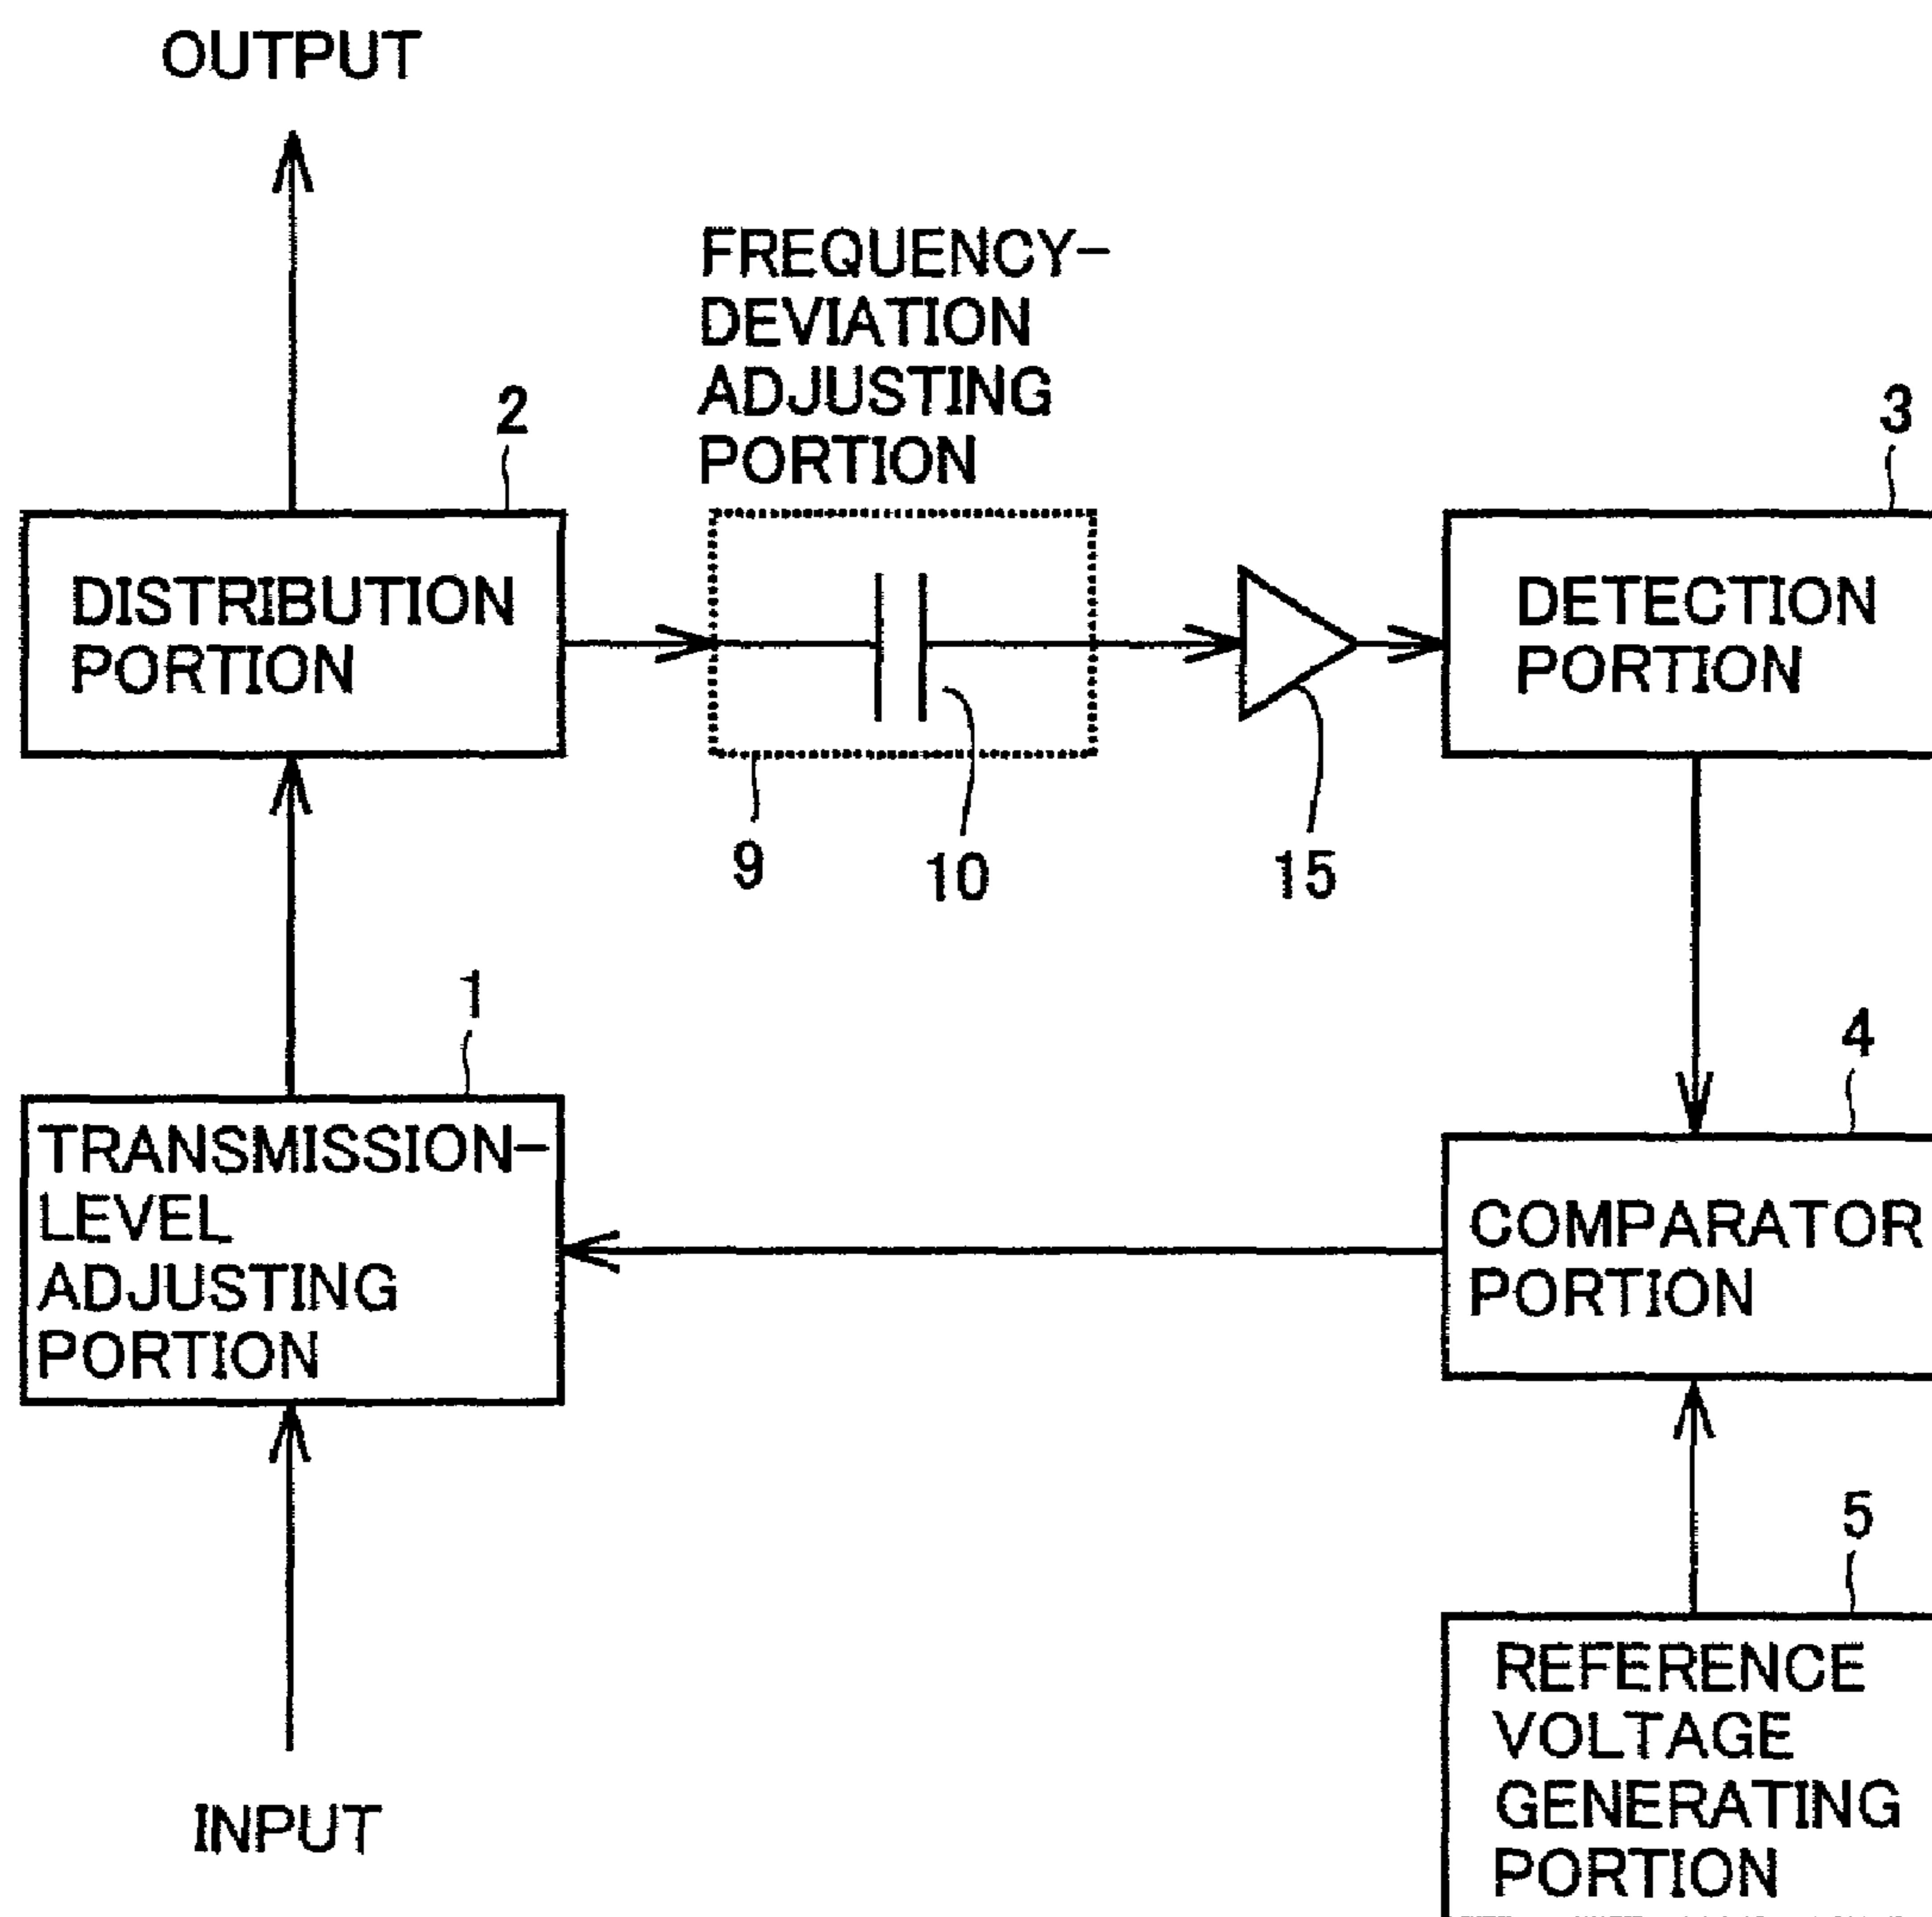 OUTPUT
FREQUENCY-
DEVIATION
ADJUSTING
PORTION
2
3
DISTRIBUTION
PORTION
DETECTION
PORTION
9
10
15
1
4
TRANSMISSION-
LEVEL
ADJUSTING
PORTION
COMPARATOR
PORTION
5
REFERENCE
VOLTAGE
GENERATING
PORTION
INPUT